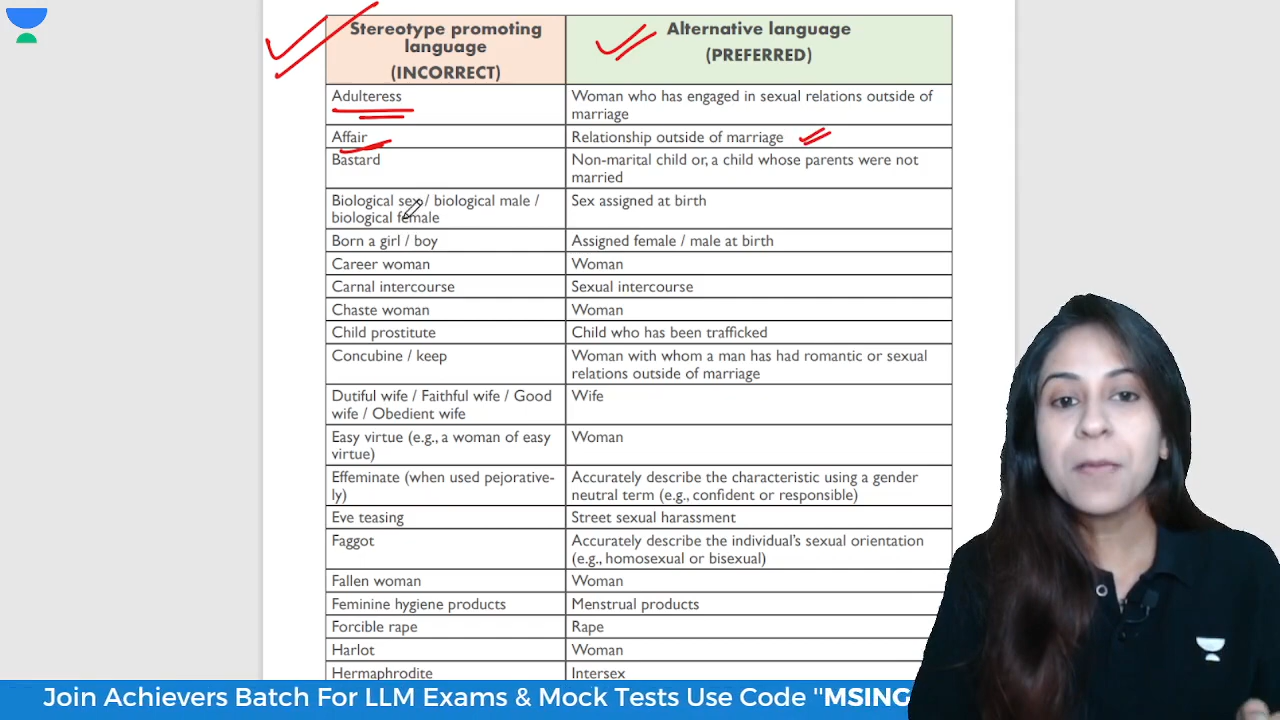 Stereotype promoting
language
(INCORRECT)
Alternative language
(PREFERRED)
Adulteress
Woman who has engaged in sexual relations outside of
marriage
Affair
Relationship outside of marriage
Bastard
Non-marital child or, a child whose parents were not
married
Biological sex / biological male /
biological female
Sex assigned at birth
Born a girl / boy
Assigned female / male at birth
Career woman
Woman
Carnal intercourse
Sexual intercourse
Chaste woman
Woman
Child prostitute
Child who has been trafficked
Concubine / keep
Woman with whom a man has had romantic or sexual
relations outside of marriage
Dutiful wife / Faithful wife / Good
wife / Obedient wife
Wife
Easy virtue (e.g., a woman of easy
virtue)
Woman
Effeminate (when used pejorative-
ly)
Accurately describe the characteristic using a gender
neutral term (e.g., confident or responsible)
Eve teasing
Street sexual harassment
Faggot
Accurately describe the individual's sexual orientation
(e.g., homosexual or bisexual)
Fallen woman
Woman
Feminine hygiene products
Menstrual products
Forcible rape
Rape
Harlot
Woman
Hermaphrodite
Intersex
Join Achievers Batch For LLM Exams & Mock Tests Use Code "MSING